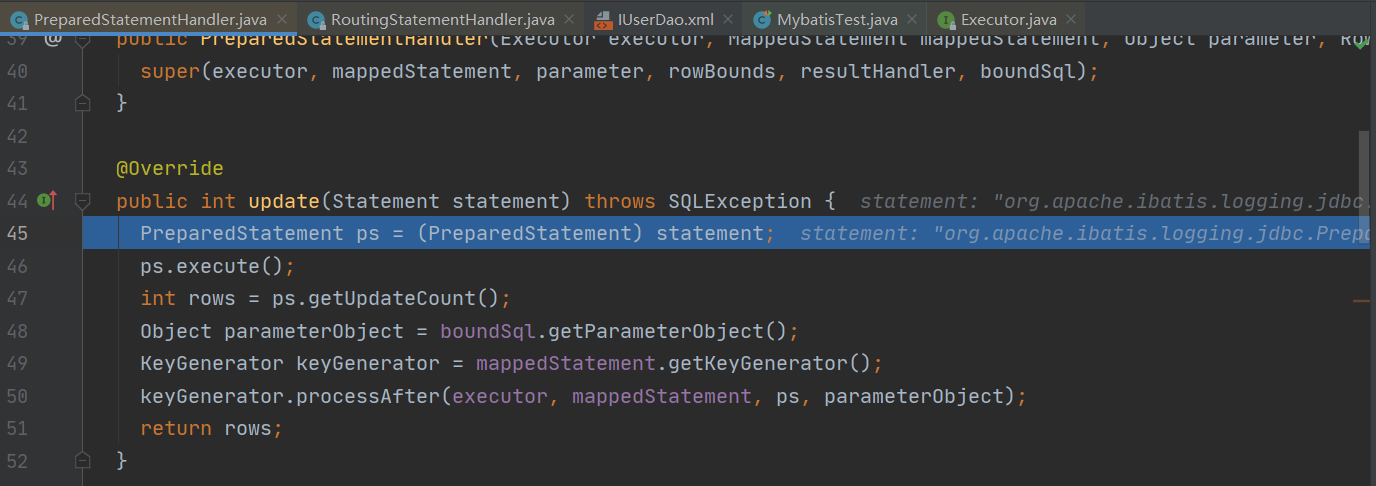 PreparedStatementHandler.java RoutingStatementHandler.java IUserDao.xml MybatisTest.java Executor.java
39 @ public PreparedStatementHandler(Executor executor, MappedStatement mappedStatement, Object parameter, Row
40 super(executor, mappedStatement, parameter, rowBounds, resultHandler, boundSql);
41 }
42
43 @Override
44 public int update(Statement statement) throws SQLException { statement: "org.apache.ibatis.logging.jdbc.
45 PreparedStatement ps = (PreparedStatement) statement; statement: "org.apache.ibatis.logging.jdbc.Prepa
46 ps.execute();
47 int rows = ps.getUpdateCount();
48 Object parameterObject = boundSql.getParameterObject();
49 KeyGenerator keyGenerator = mappedStatement.getKeyGenerator();
50 keyGenerator.processAfter(executor, mappedStatement, ps, parameterObject);
51 return rows;
52 }